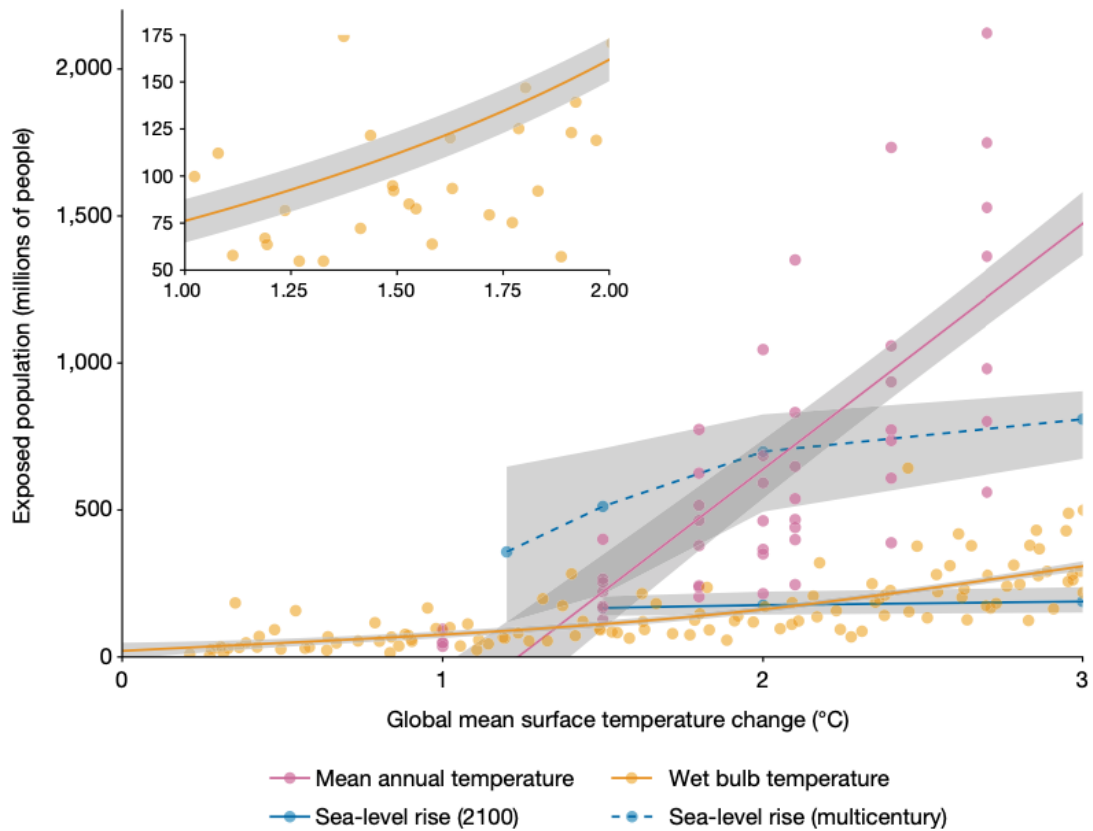 Exposed population (millions of people)
2,000
1,500
1,000
500
0
175
150
125
100
75
50
1.00 1.25 1.50 1.75 2.00
0 1 2 3
Global mean surface temperature change (°C)
Mean annual temperature Wet bulb temperature
Sea-level rise (2100) Sea-level rise (multicentury)